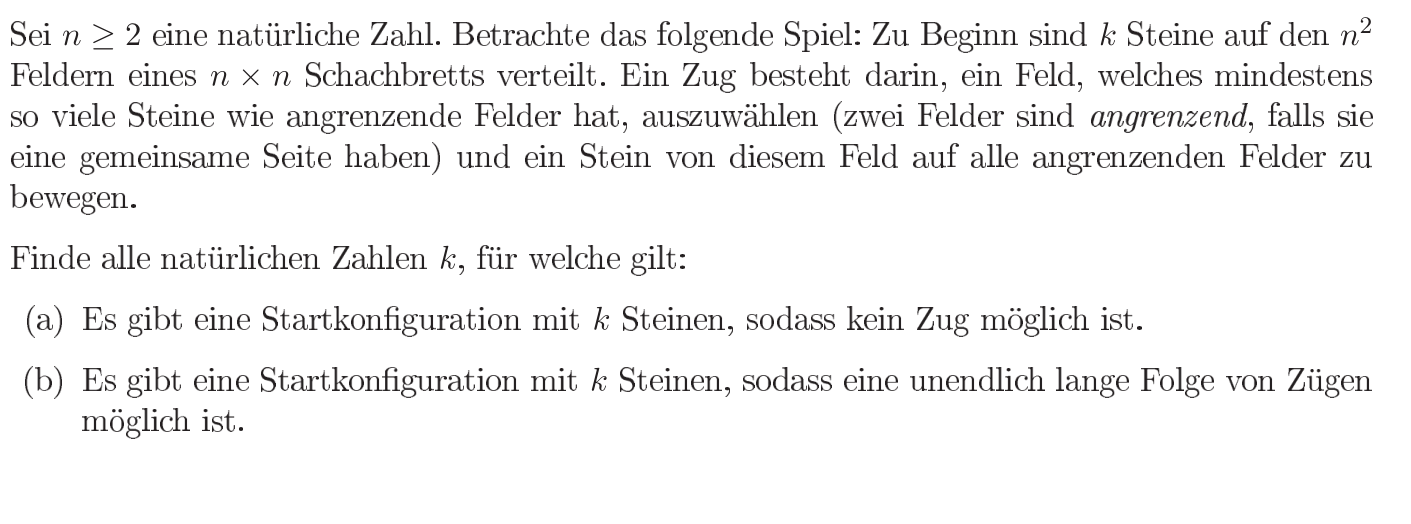 Sei n ≥ 2 eine natürliche Zahl. Betrachte das folgende Spiel: Zu Beginn sind k Steine auf den n²
Feldern eines n × n Schachbretts verteilt. Ein Zug besteht darin, ein Feld, welches mindestens
so viele Steine wie angrenzende Felder hat, auszuwählen (zwei Felder sind angrenzend, falls sie
eine gemeinsame Seite haben) und ein Stein von diesem Feld auf alle angrenzenden Felder zu
bewegen.
Finde alle natürlichen Zahlen k, für welche gilt:
(a) Es gibt eine Startkonfiguration mit k Steinen, sodass kein Zug möglich ist.
(b) Es gibt eine Startkonfiguration mit k Steinen, sodass eine unendlich lange Folge von Zügen
möglich ist.